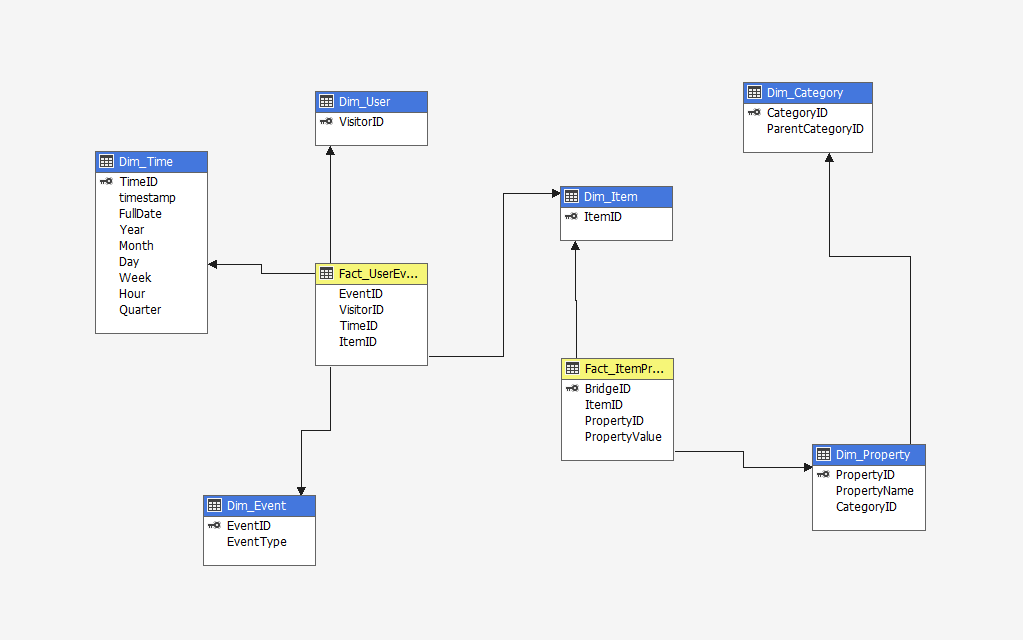 Dim_User
VisitorID
Dim_Category
CategoryID
ParentCategoryID
Dim_Time
TimeID
timestamp
FullDate
Year
Month
Day
Week
Hour
Quarter
Dim_Item
ItemID
Fact_UserEv...
EventID
VisitorID
TimeID
ItemID
Fact_ItemPr...
BridgeID
ItemID
PropertyID
PropertyValue
Dim_Property
PropertyID
PropertyName
CategoryID
Dim_Event
EventID
EventType